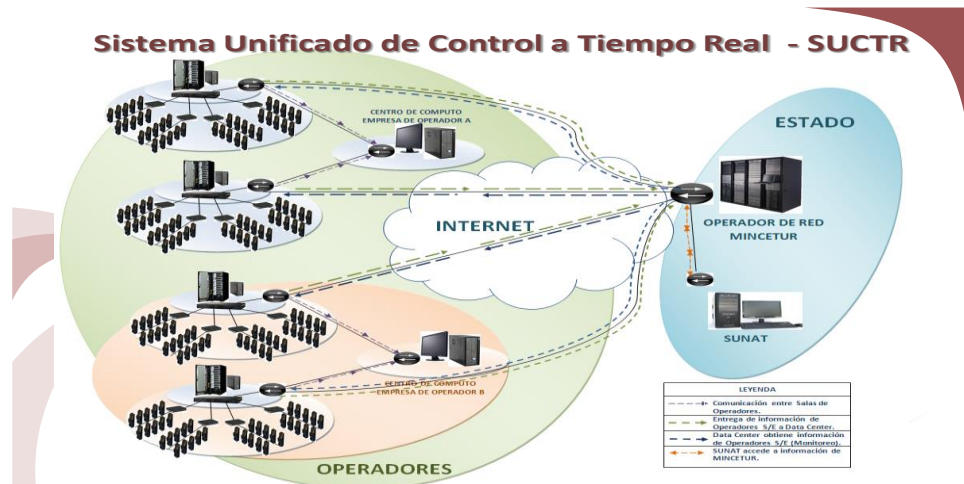 Sistema Unificado de Control a Tiempo Real - SUCTR
CENTRO DE COMPUTO
EMPRESA DE OPERADOR A
ESTADO
INTERNET
OPERADOR DE RED
MINCETUR
SUNAT
CENTRO DE COMPUTO
EMPRESA DE OPERADOR B
OPERADORES
LEYENDA
Comunicación entre Salas de
Operadores.
Entrega de información de
Operadores S/E a Data Center.
Data Center obtiene información
de Operadores S/E (Monitoreo).
SUNAT accede a información de
MINCETUR.